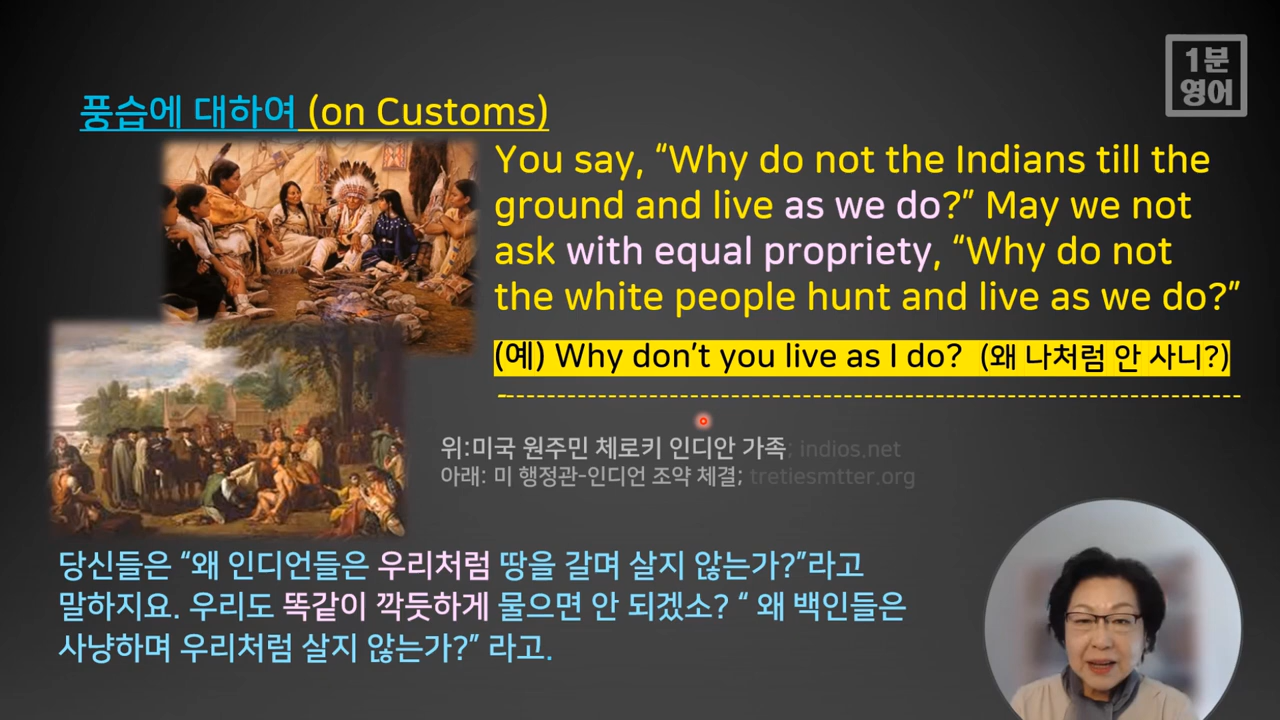 1분
영어
풍습에 대하여 (on Customs)
You say, “Why do not the Indians till the
ground and live as we do?” May we not
ask with equal propriety, “Why do not
the white people hunt and live as we do?”
(예) Why don’t you live as I do? (왜 나처럼 안 사니?)
위:미국 원주민 체로키 인디안 가족; indios.net
아래: 미 행정관-인디언 조약 체결; tretiesmtter.org
당신들은 “왜 인디언들은 우리처럼 땅을 갈며 살지 않는가?”라고
말하지요. 우리도 똑같이 깍듯하게 물으면 안 되겠소? “ 왜 백인들은
사냥하며 우리처럼 살지 않는가?” 라고.